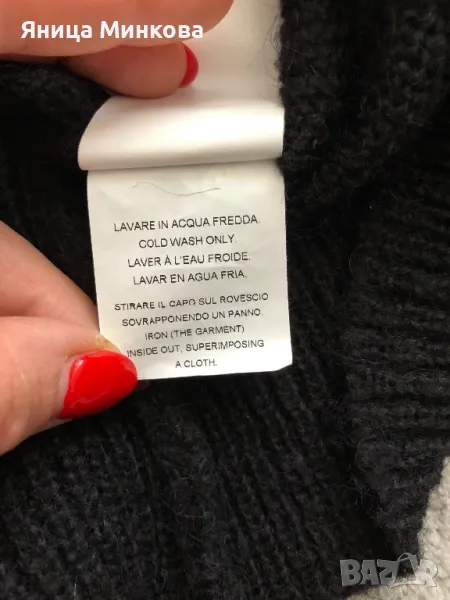 Яница Минкова
LAVARE IN ACQUA FREDDA.
COLD WASH ONLY.
LAVER À L'EAU FROIDE.
LAVAR EN AGUA FRIA.
STIRARE IL CAPO SUL ROVESCIO
SOVRAPPONENDO UN PANNO.
IRON (THE GARMENT)
INSIDE OUT, SUPERIMPOSING
A CLOTH.
BAZAR